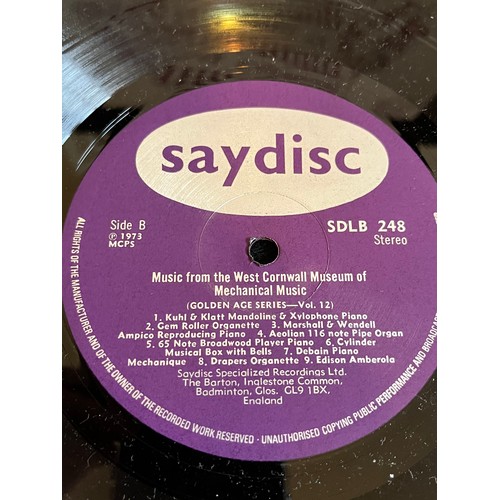 saydisc
Side B
℗ 1973
MCPS
SDLB 248
Stereo
Music from the West Cornwall Museum of
Mechanical Music
(GOLDEN AGE SERIES—Vol. 12)
1. Kuhl & Klatt Mandoline & Xylophone Piano
2. Gem Roller Organette 3. Marshall & Wendell
Ampico Reproducing Piano 4. Aeolian 116 note Pipe Organ
5. 65 Note Broadwood Player Piano 6. Cylinder
Musical Box with Bells 7. Debain Piano
Mechanique 8. Drapers Organette 9. Edison Amberola
Saydisc Specialized Recordings Ltd.
The Barton, Inglestone Common,
Badminton, Glos. GL9 1BX,
England
ALL RIGHTS OF THE MANUFACTURER AND OF THE OWNER OF THE RECORDED WORK RESERVED · UNAUTHORISED COPYING PUBLIC PERFORMANCE AND BROADCAS